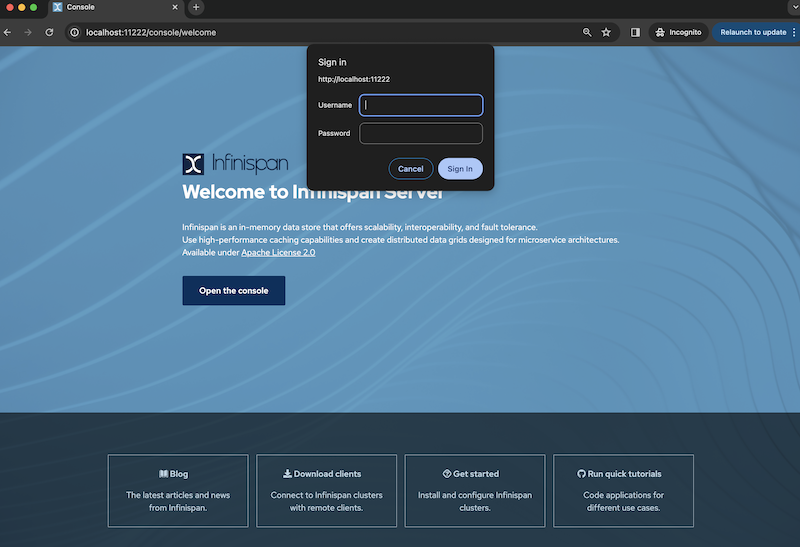 Console
localhost:11222/console/welcome
Incognito
Relaunch to update
Sign in
http://localhost:11222
Username
Password
Cancel
Sign In
Infinispan
Welcome to Infinispan Server
Infinispan is an in-memory data store that offers scalability, interoperability, and fault tolerance.
Use high-performance caching capabilities and create distributed data grids designed for microservice architectures.
Available under Apache License 2.0
Open the console
Blog
The latest articles and news
from Infinispan.
Download clients
Connect to Infinispan clusters
with remote clients.
Get started
Install and configure Infinispan
clusters.
Run quick tutorials
Code applications for
different use cases.